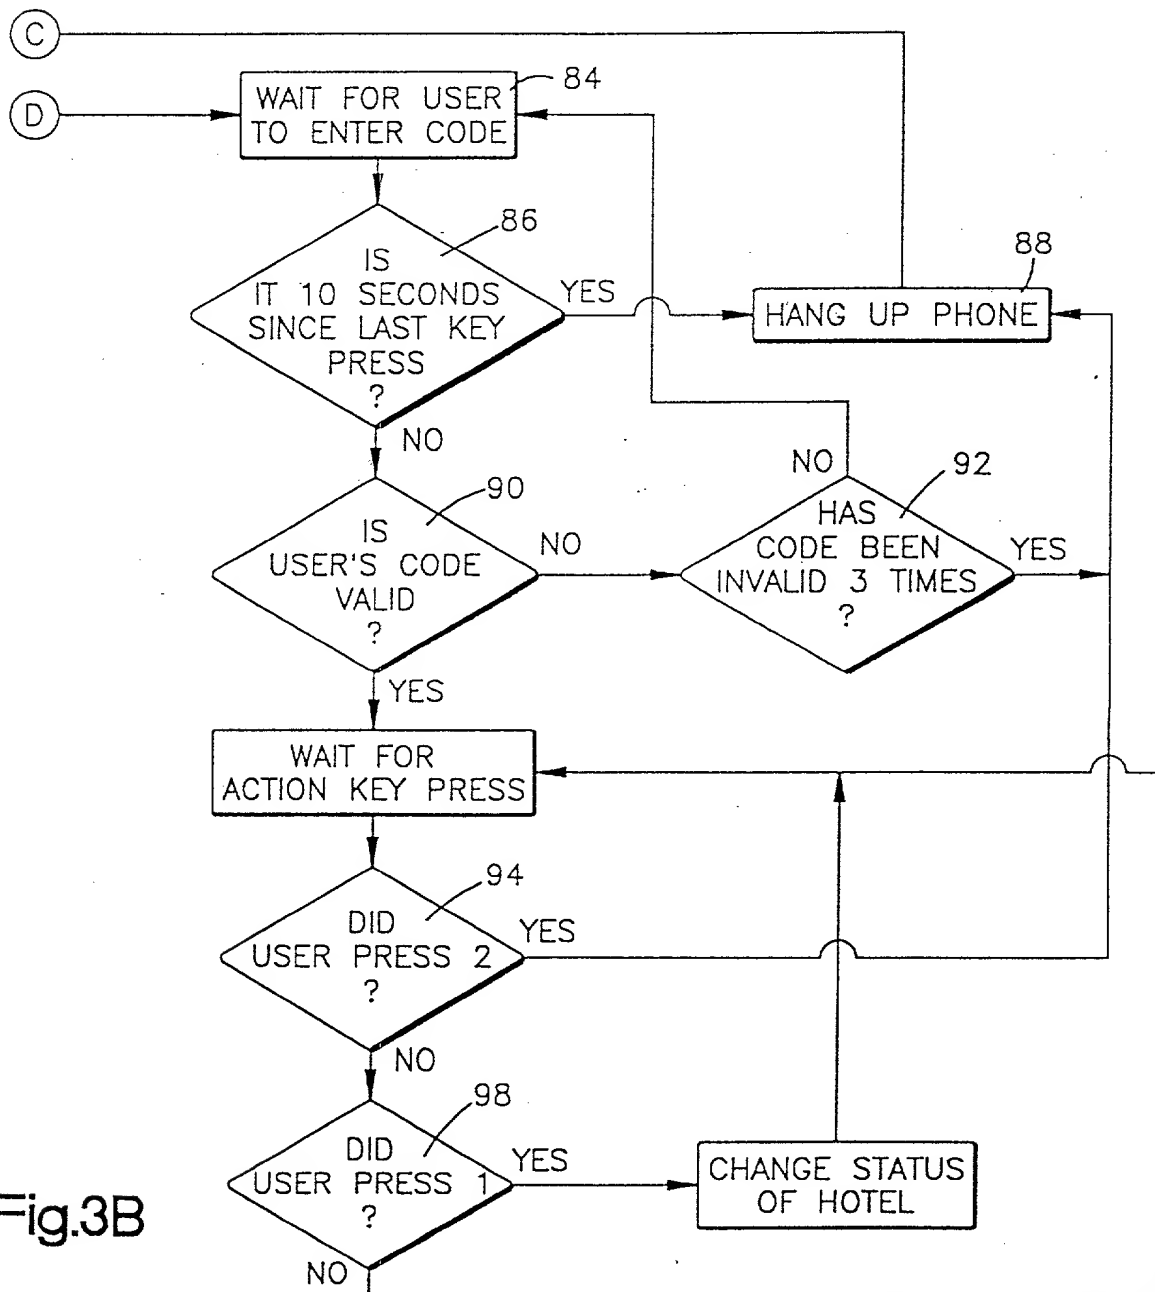 C
D
WAIT FOR USER
TO ENTER CODE
84
86
IS
IT 10 SECONDS
SINCE LAST KEY
PRESS
?
YES
88
HANG UP PHONE
NO
90
IS
USER'S CODE
VALID
?
NO
NO
92
HAS
CODE BEEN
INVALID 3 TIMES
?
YES
YES
WAIT FOR
ACTION KEY PRESS
94
DID
USER PRESS 2
?
YES
NO
98
DID
USER PRESS 1
?
YES
CHANGE STATUS
OF HOTEL
NO
Fig.3B